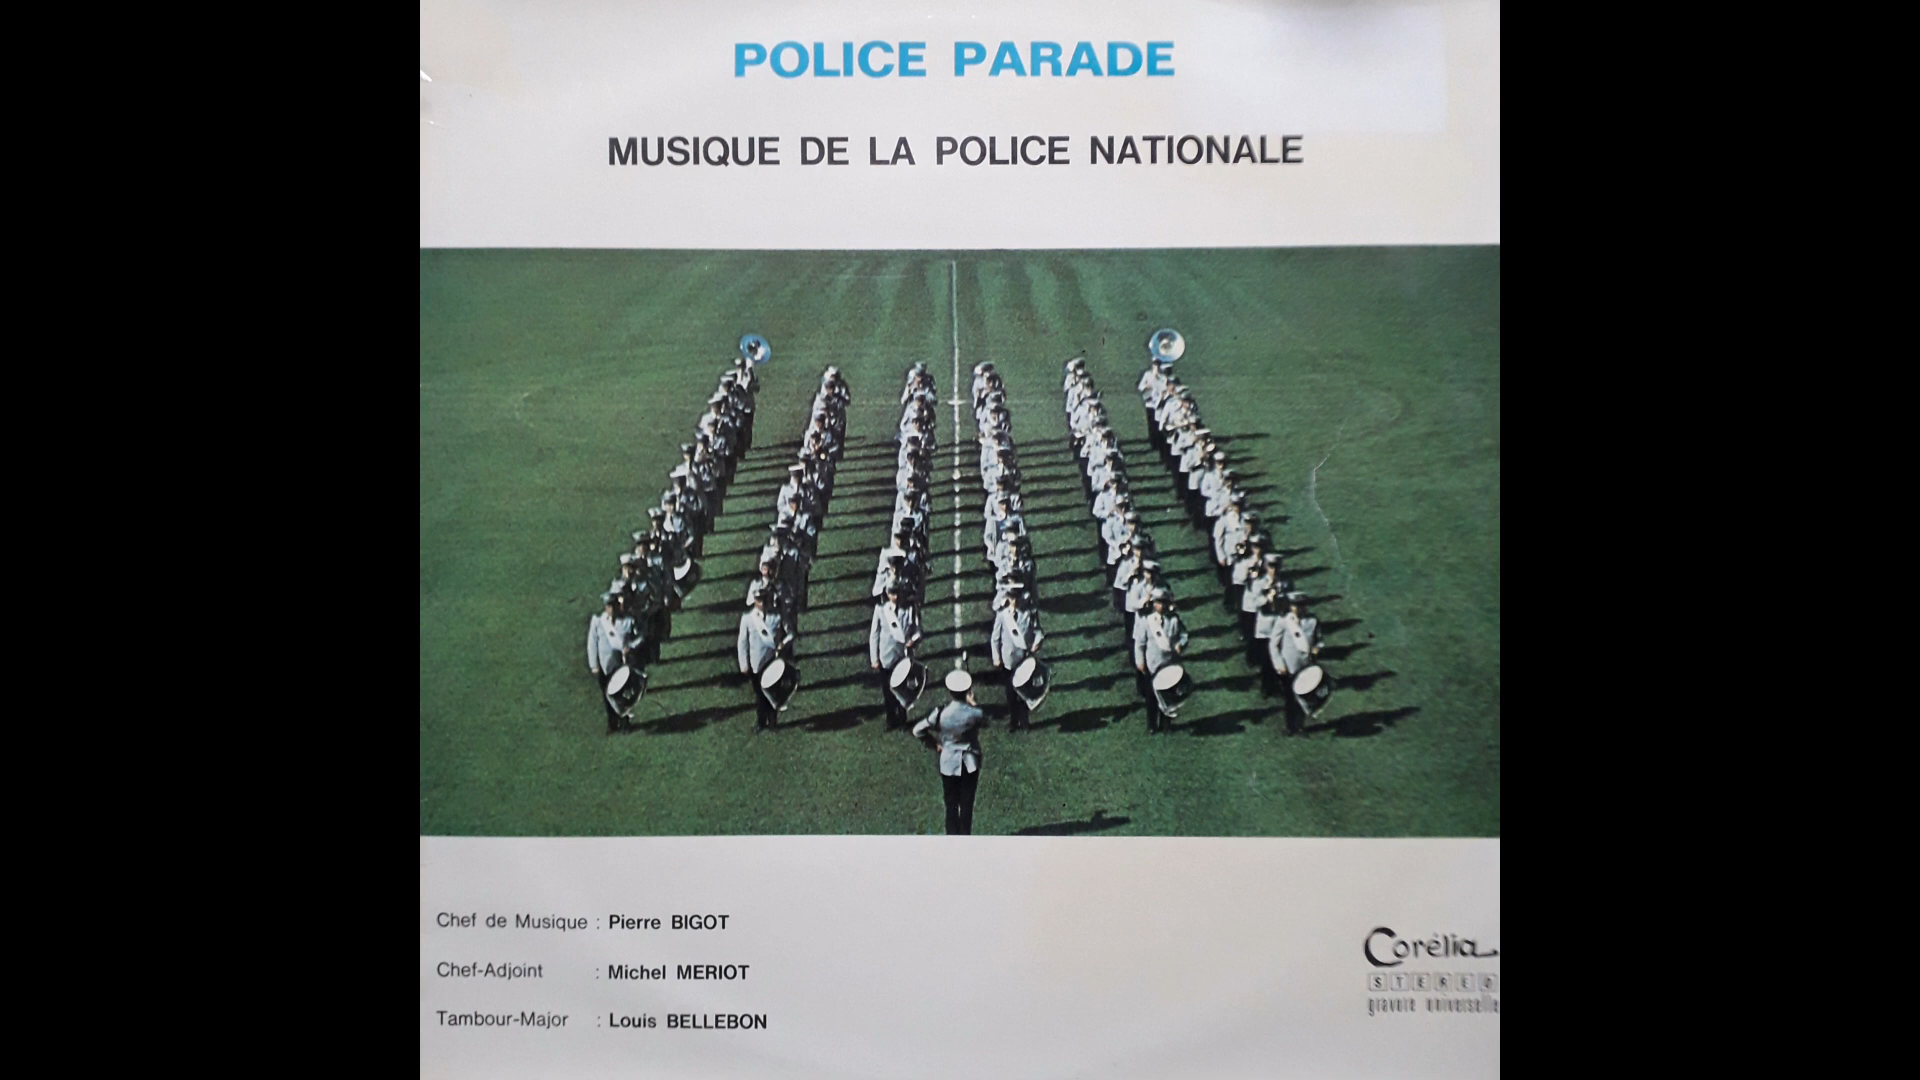 POLICE PARADE
MUSIQUE DE LA POLICE NATIONALE
Chef de Musique : Pierre BIGOT
Chef-Adjoint : Michel MERIOT
Tambour-Major : Louis BELLEBON
Corélia
STEREO
gravure universelle